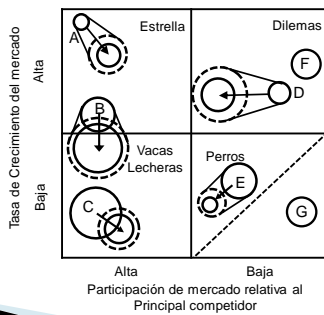 Tasa de Crecimiento del mercado
Alta
Baja
Estrella
Dilemas
A
F
D
B
Vacas
Lecheras
Perros
C
E
G
Alta
Baja
Participación de mercado relativa al
Principal competidor